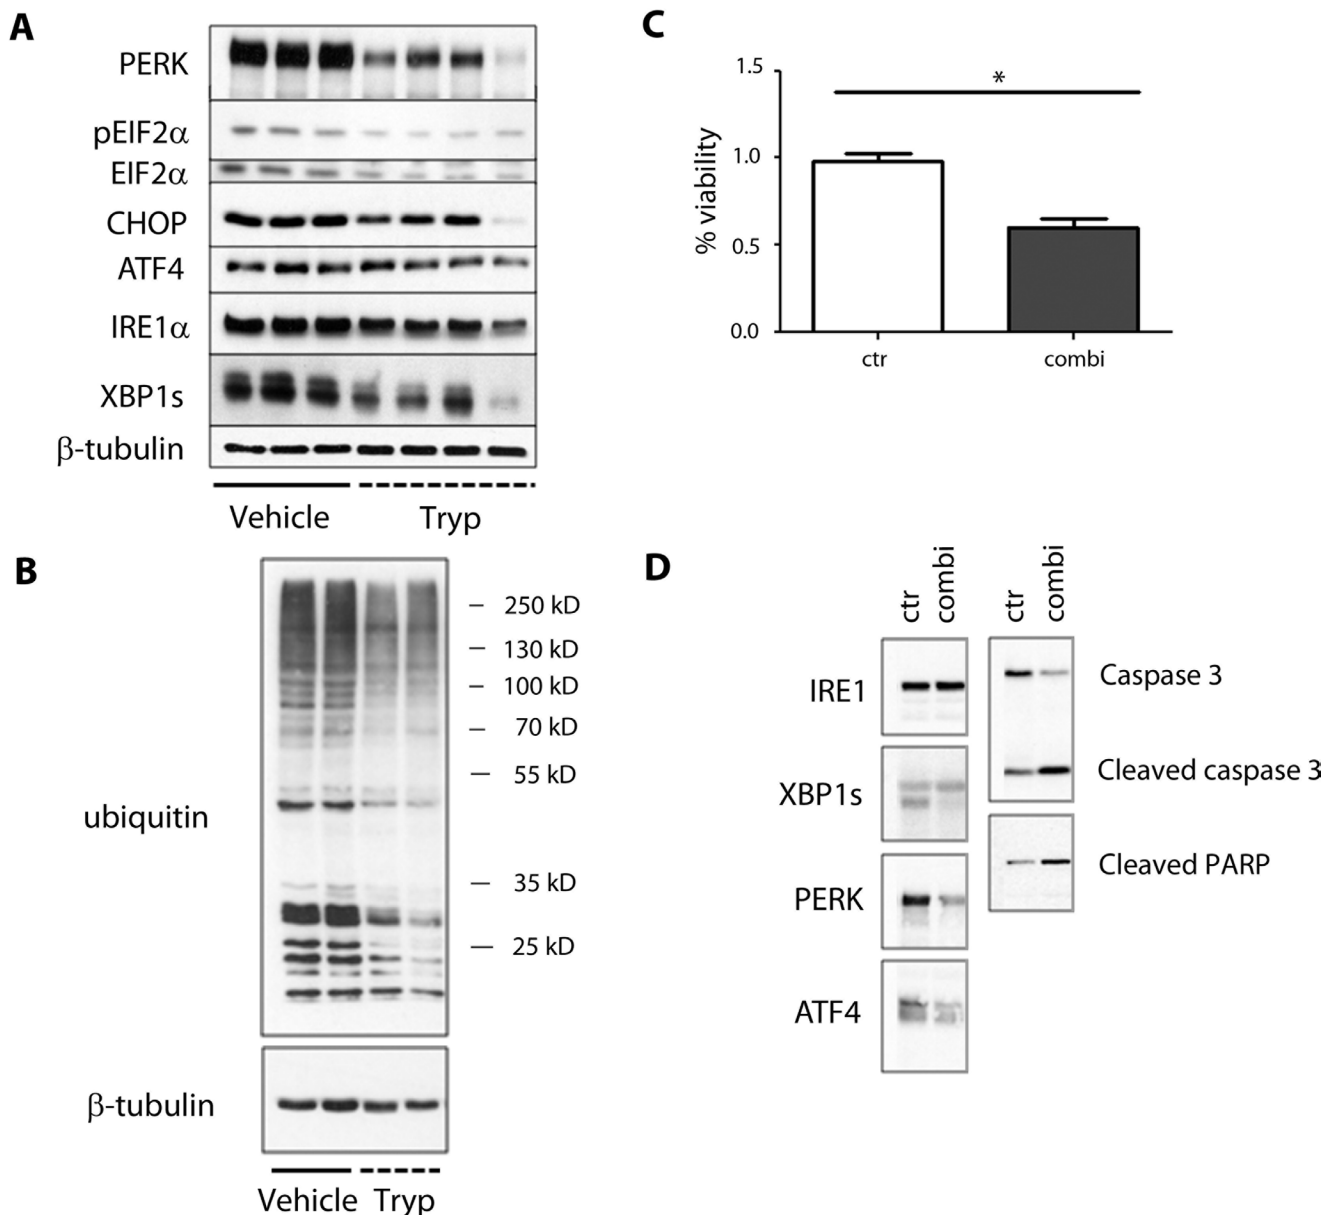 A
PERK
pEIF2α
EIF2α
CHOP
ATF4
IRE1α
XBP1s
β-tubulin
Vehicle Tryp
B
250 kD
130 kD
100 kD
70 kD
55 kD
ubiquitin
35 kD
25 kD
β-tubulin
Vehicle Tryp
C
% viability
1.5
1.0
0.5
0.0
*
ctr combi
D
ctr combi
IRE1
XBP1s
PERK
ATF4
ctr combi
Caspase 3
Cleaved caspase 3
Cleaved PARP